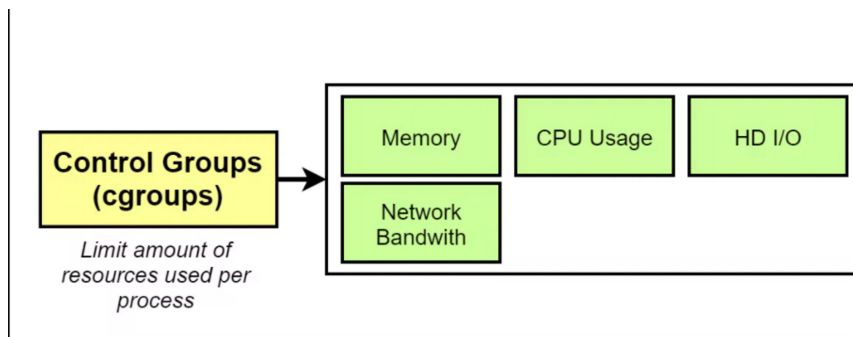 Control Groups
(cgroups)
Limit amount of
resources used per
process
Memory
CPU Usage
HD I/O
Network
Bandwith